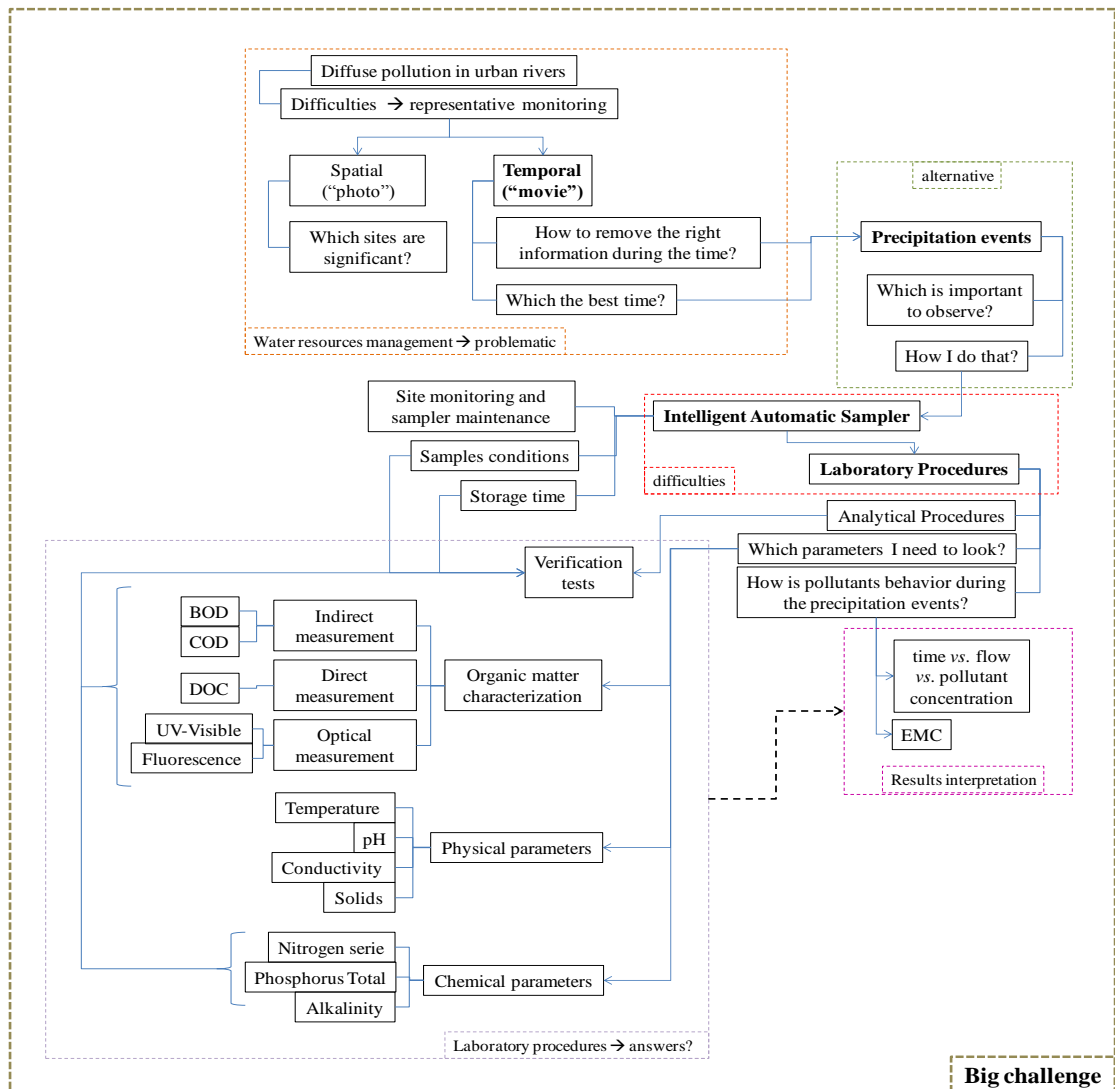 Diffuse pollution in urban rivers
Difficulties → representative monitoring
Spatial
(“photo”)
Temporal
(“movie”)
Which sites are
significant?
How to remove the right
information during the time?
Which the best time?
Water resources management → problematic
alternative
Precipitation events
Which is important
to observe?
How I do that?
Site monitoring and
sampler maintenance
Samples conditions
Storage time
Intelligent Automatic Sampler
Laboratory Procedures
difficulties
Analytical Procedures
Which parameters I need to look?
How is pollutants behavior during
the precipitation events?
Verification
tests
BOD
COD
Indirect
measurement
DOC
Direct
measurement
UV-Visible
Fluorescence
Optical
measurement
Organic matter
characterization
time vs. flow
vs. pollutant
concentration
EMC
Results interpretation
Temperature
pH
Conductivity
Solids
Physical parameters
Nitrogen serie
Phosphorus Total
Alkalinity
Chemical parameters
Laboratory procedures → answers?
Big challenge